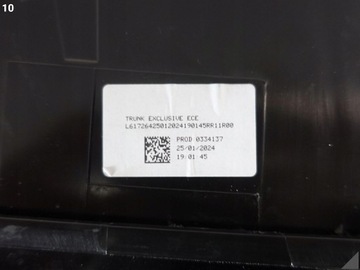 10
TRUNK EXCLUSIVE ECE
L61726425012024190145RR11R00
PROD 0334137
25/01/2024
19:01 45